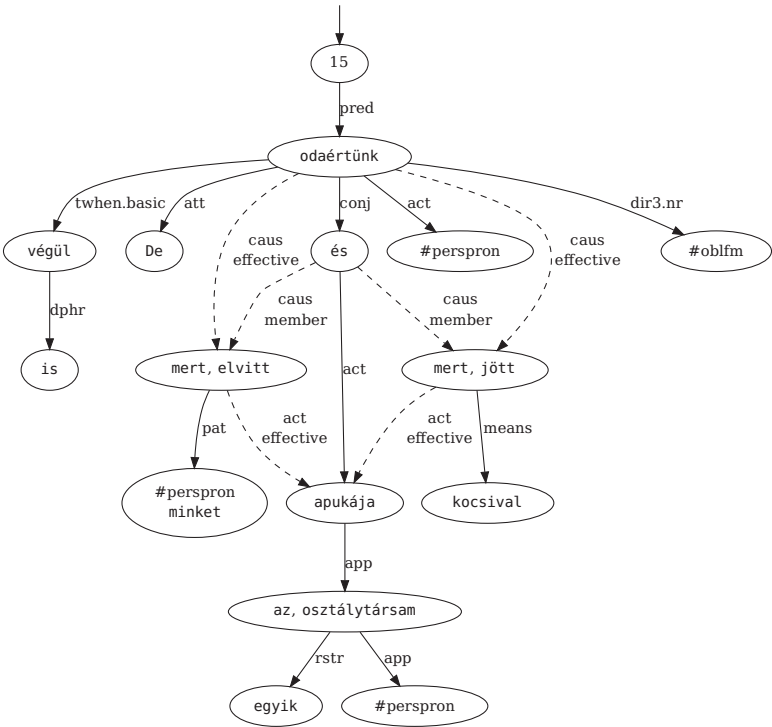 15
pred
odaértünk
twhen.basic
att
conj
act
dir3.nr
végül
De
caus
effective
és
#perspron
caus
effective
#oblfm
dphr
caus
member
caus
member
is
mert, elvitt
act
mert, jött
pat
act
effective
act
effective
means
#perspron
minket
apukája
kocsival
app
az, osztálytársam
rstr
app
egyik
#perspron